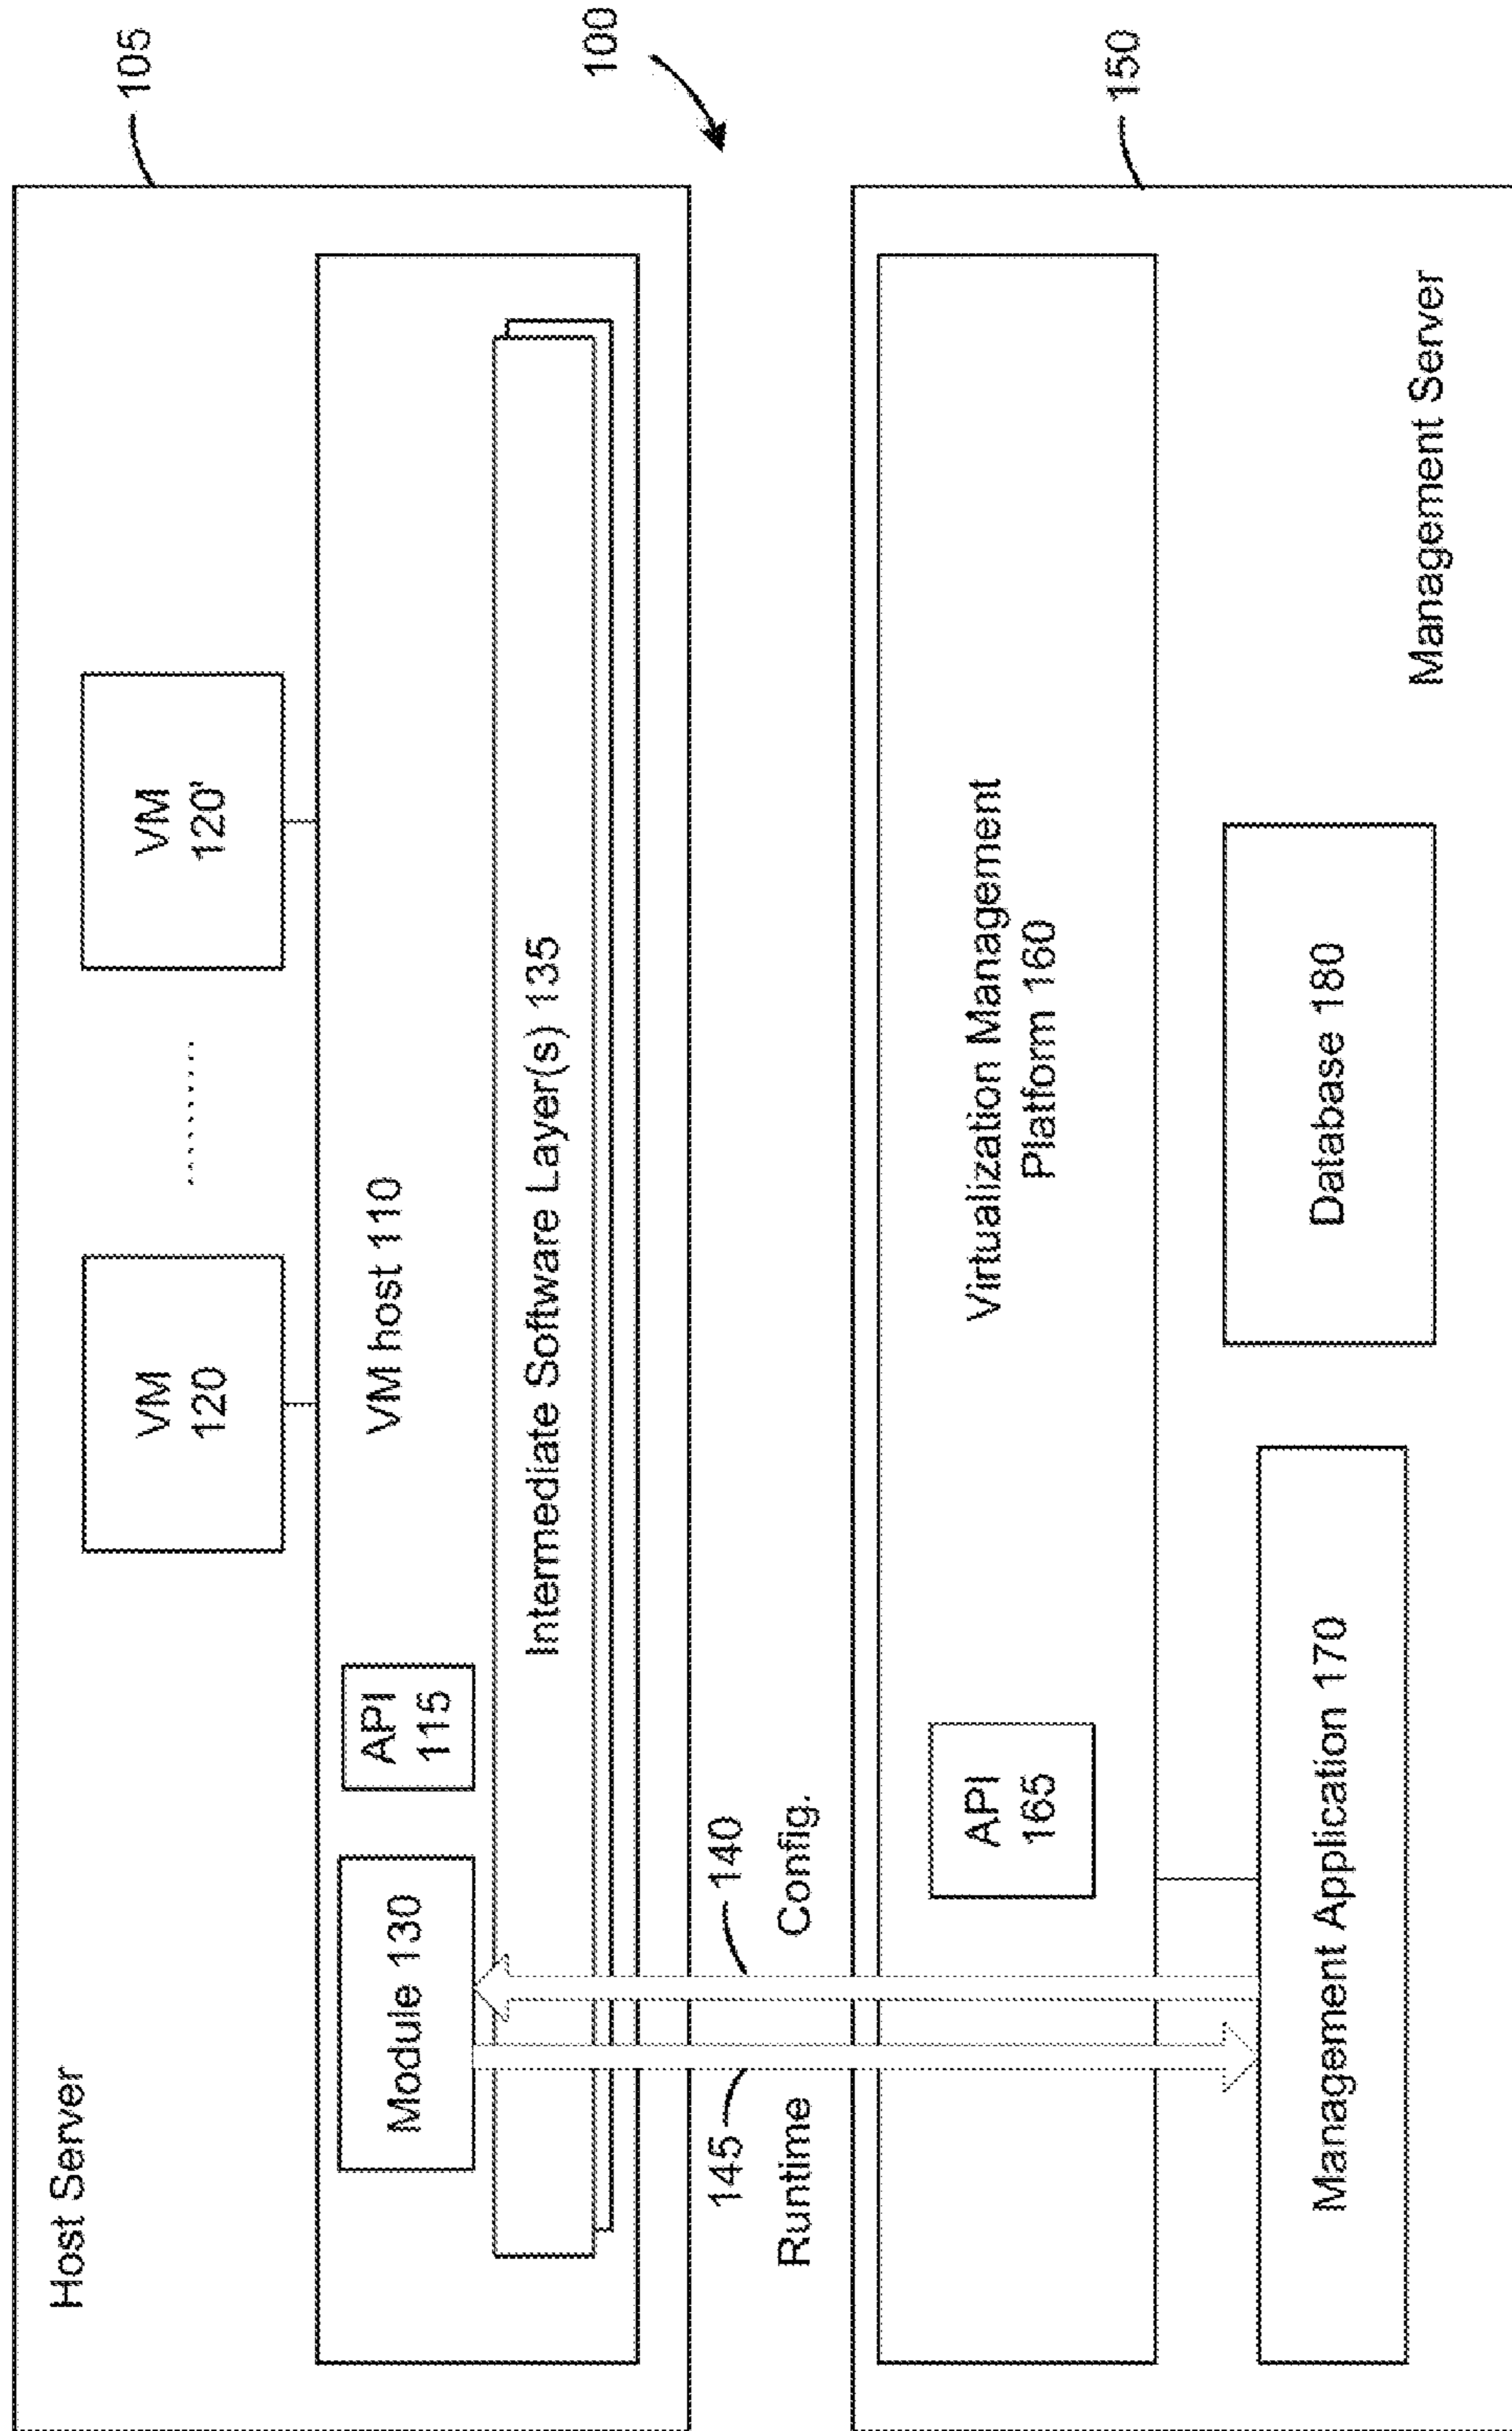 Host Server
105
VM
120
........
VM
120'
VM host 110
Module 130
API
115
Intermediate Software Layer(s) 135
100
145
140
Runtime
Config.
150
API
165
Virtualization Management
Platform 160
Management Application 170
Database 180
Management Server